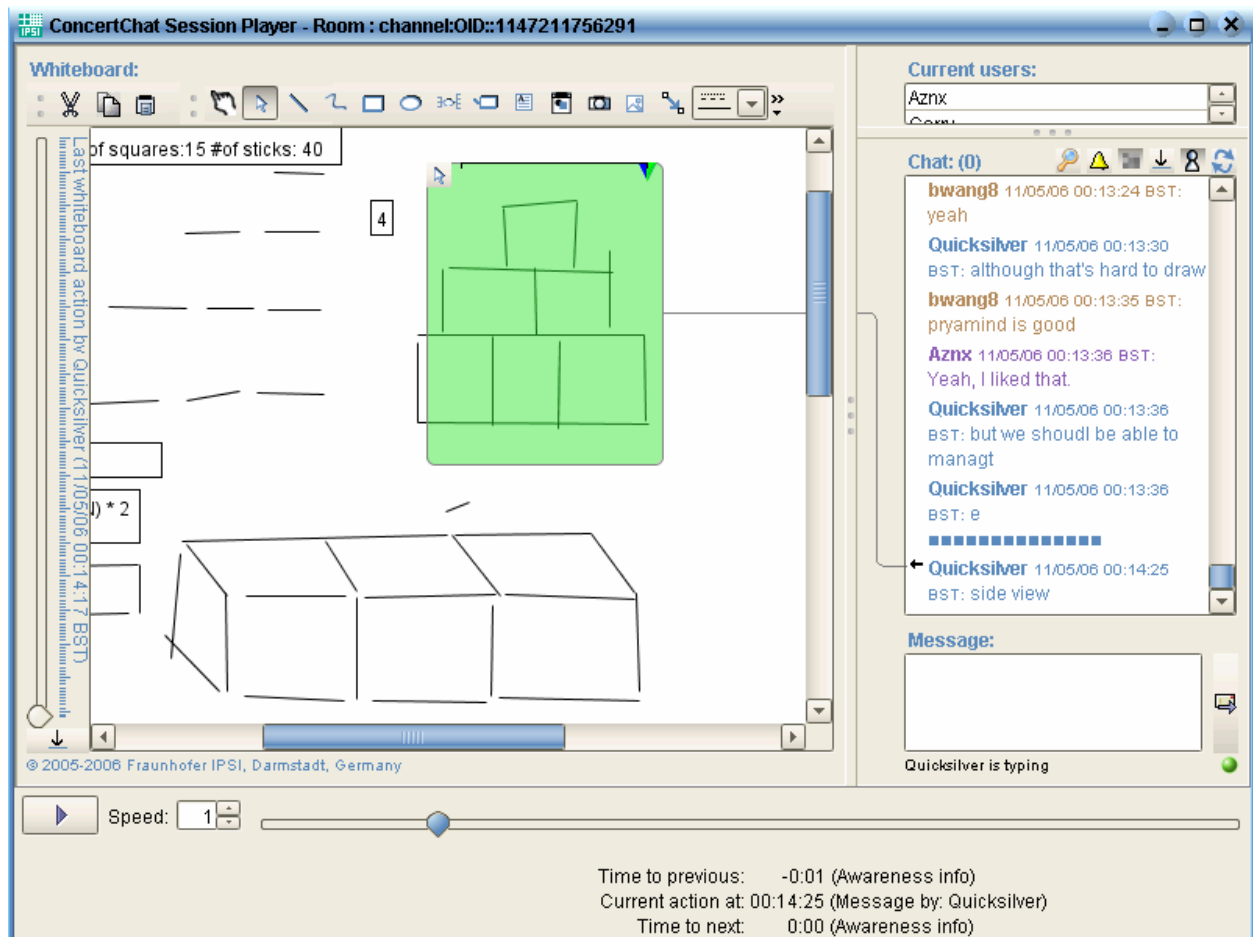 IPSI ConcertChat Session Player - Room : channel:OID::1147211756291
Whiteboard:
of squares:15 #of sticks: 40
4
) * 2
Last whiteboard action by Quicksilver (11/05/06 00:14:17 BST)
© 2005-2006 Fraunhofer IPSI, Darmstadt, Germany
Current users:
Aznx
Chat: (0)
bwang8 11/05/06 00:13:24 BST:
yeah
Quicksilver 11/05/06 00:13:30
BST: although that's hard to draw
bwang8 11/05/06 00:13:35 BST:
pryamind is good
Aznx 11/05/06 00:13:36 BST:
Yeah, I liked that.
Quicksilver 11/05/06 00:13:36
BST: but we shoudl be able to
managt
Quicksilver 11/05/06 00:13:36
BST: e
Quicksilver 11/05/06 00:14:25
BST: side view
Message:
Quicksilver is typing
Speed: 1
Time to previous: -0:01 (Awareness info)
Current action at: 00:14:25 (Message by: Quicksilver)
Time to next: 0:00 (Awareness info)